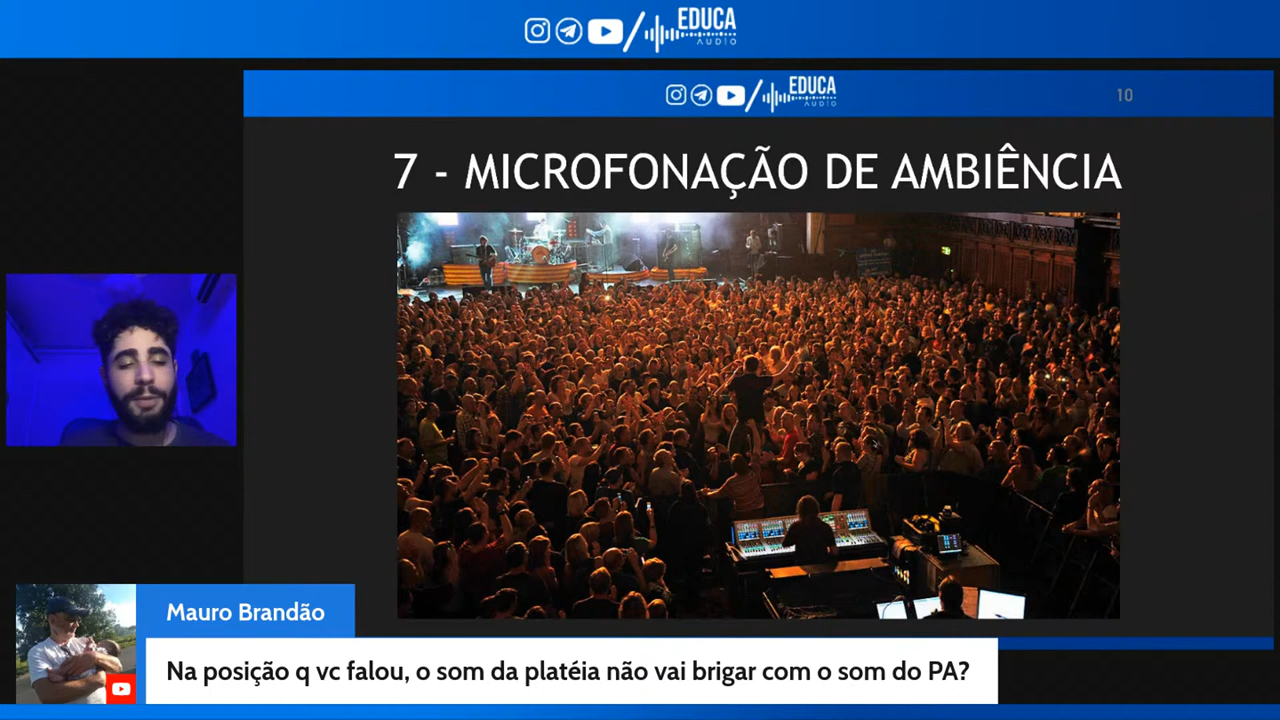 EDUCA
AUDIO
EDUCA
AUDIO
10
7 - MICROFONAÇÃO DE AMBIÊNCIA
Mauro Brandão
Na posição q vc falou, o som da platéia não vai brigar com o som do PA?